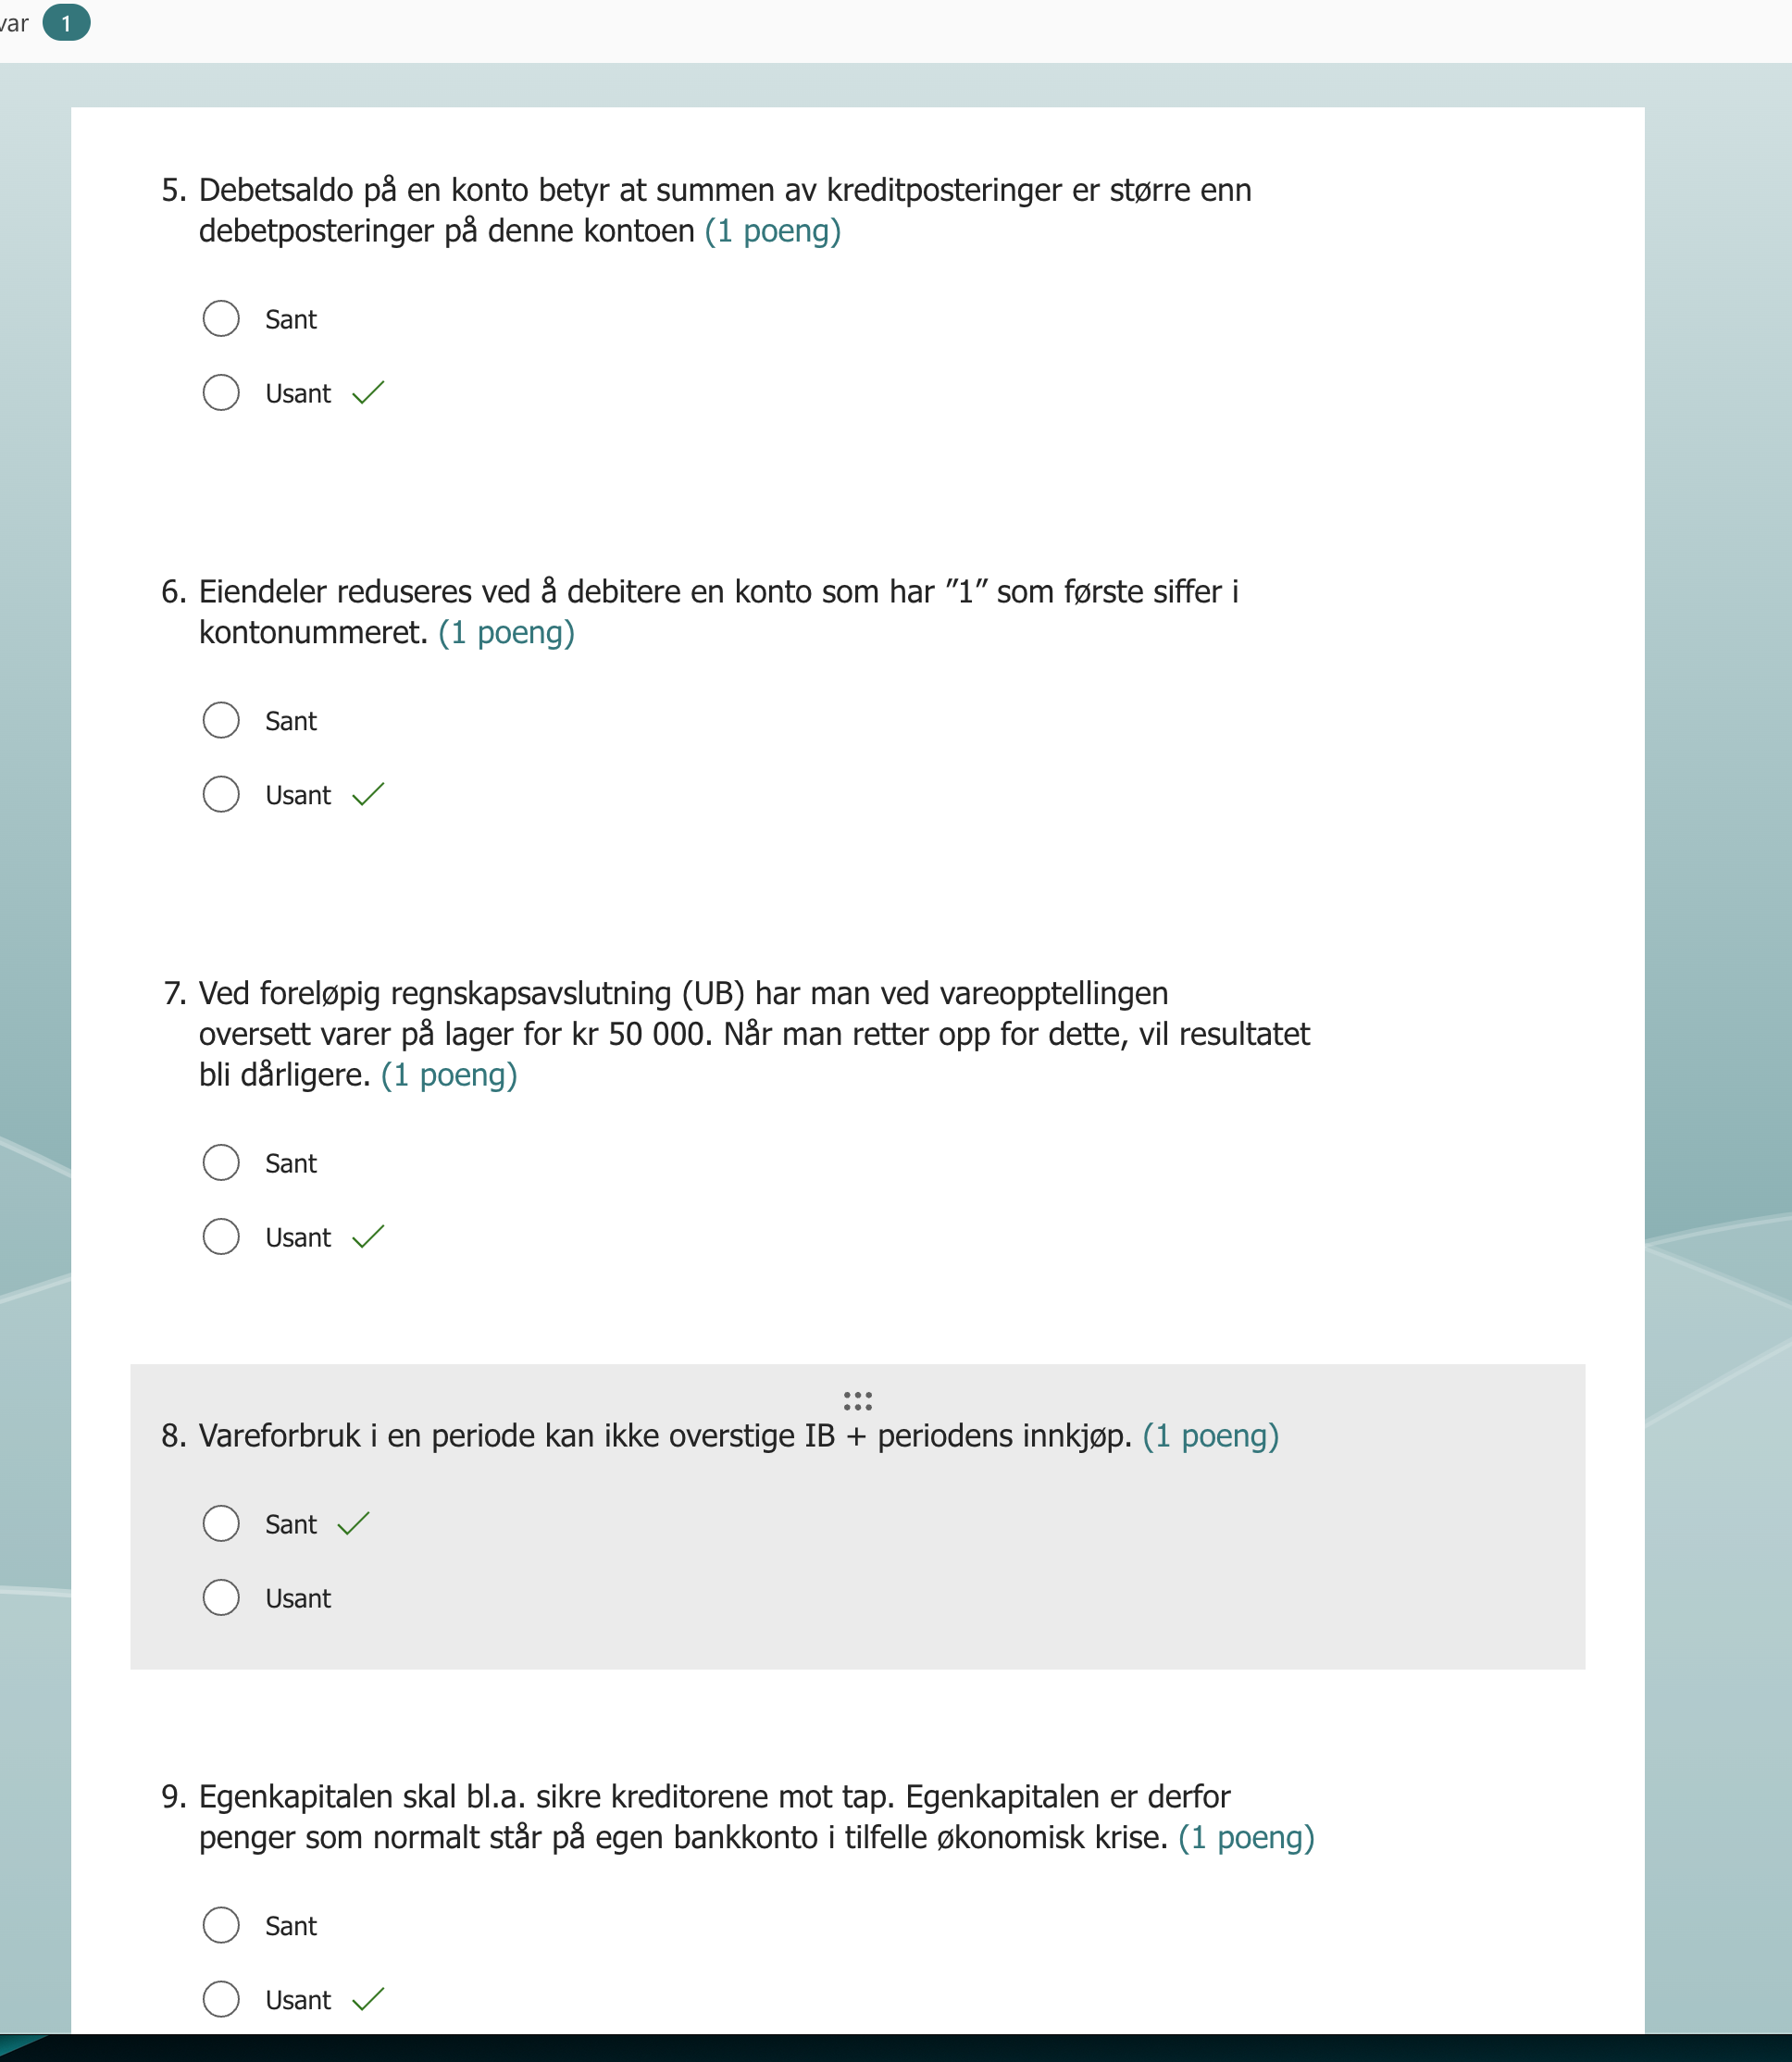 var 1
5. Debetsaldo på en konto betyr at summen av kreditposteringer er større enn
debetposteringer på denne kontoen (1 poeng)
Sant
Usant
6. Eiendeler reduseres ved å debitere en konto som har ”1” som første siffer i
kontonummeret. (1 poeng)
Sant
Usant
7. Ved foreløpig regnskapsavslutning (UB) har man ved vareopptellingen
oversett varer på lager for kr 50 000. Når man retter opp for dette, vil resultatet
bli dårligere. (1 poeng)
Sant
Usant
8. Vareforbruk i en periode kan ikke overstige IB + periodens innkjøp. (1 poeng)
Sant
Usant
9. Egenkapitalen skal bl.a. sikre kreditorene mot tap. Egenkapitalen er derfor
penger som normalt står på egen bankkonto i tilfelle økonomisk krise. (1 poeng)
Sant
Usant